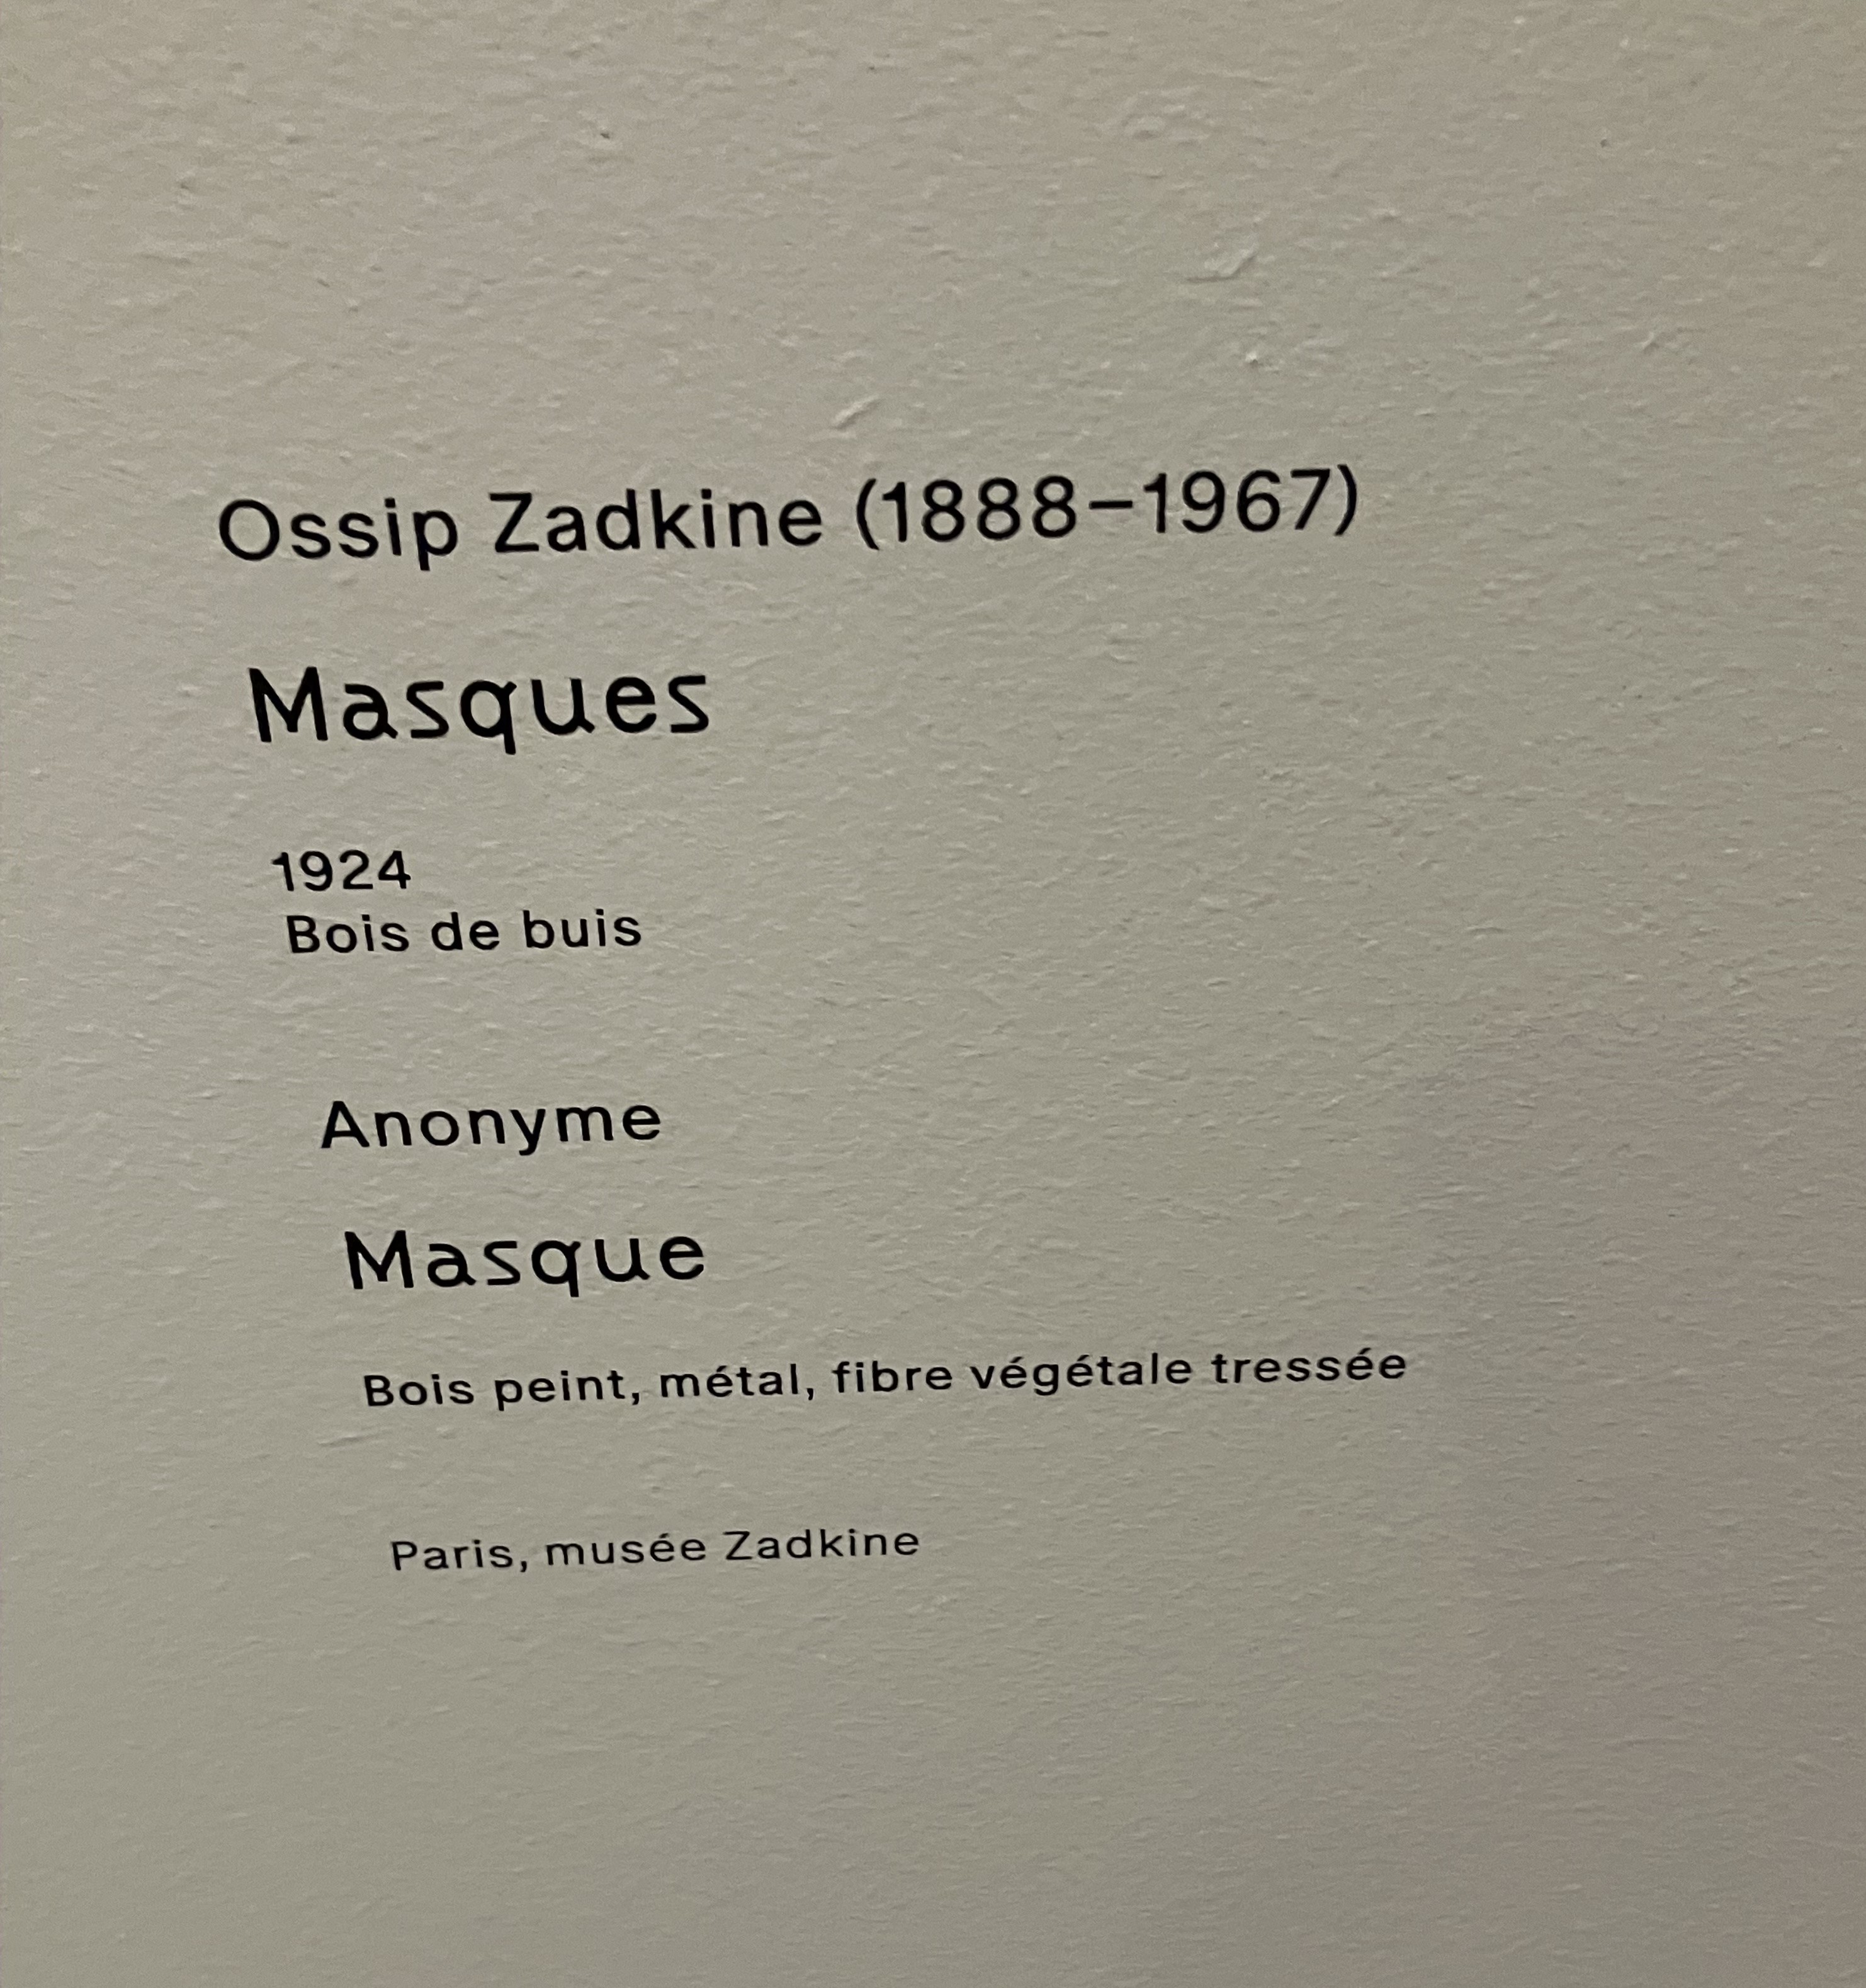 Ossip Zadkine (1888–1967)
Masques
1924
Bois de buis
Anonyme
Masque
Bois peint, métal, fibre végétale tressée
Paris, musée Zadkine